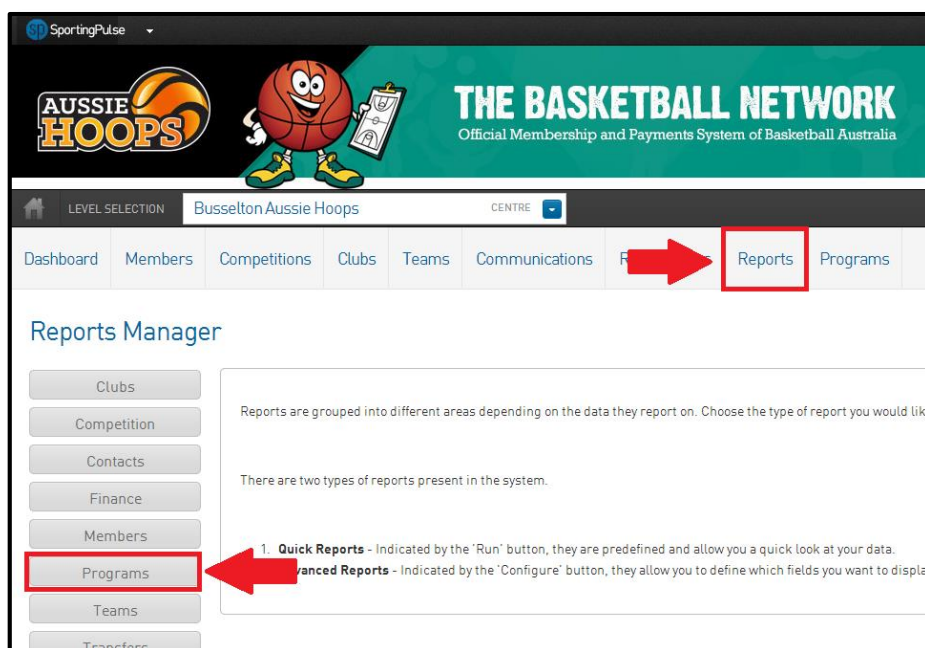 sp SportingPulse
AUSSIE
HOOPS
THE BASKETBALL NETWORK
Official Membership and Payments System of Basketball Australia
LEVEL SELECTION Busselton Aussie Hoops CENTRE
Dashboard Members Competitions Clubs Teams Communications Reports Programs
Reports Manager
Clubs
Competition
Contacts
Finance
Members
Programs
Teams
Transfers
Reports are grouped into different areas depending on the data they report on. Choose the type of report you would lik
There are two types of reports present in the system.
1. Quick Reports - Indicated by the 'Run' button, they are predefined and allow you a quick look at your data.
vanced Reports - Indicated by the 'Configure' button, they allow you to define which fields you want to displa